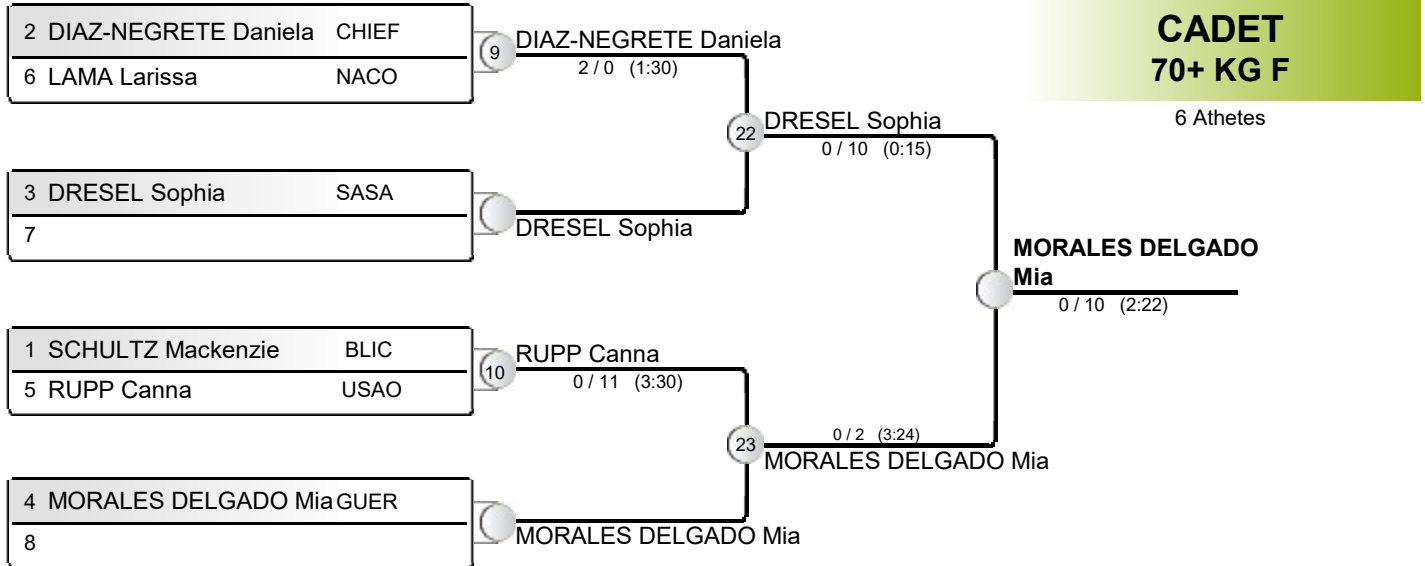 CADET
70+ KG F
6 Athetes
2 DIAZ-NEGRETE Daniela CHIEF
6 LAMA Larissa NACO
9
DIAZ-NEGRETE Daniela
2 / 0 (1:30)
22
DRESEL Sophia
0 / 10 (0:15)
3 DRESEL Sophia SASA
7
DRESEL Sophia
MORALES DELGADO
Mia
0 / 10 (2:22)
1 SCHULTZ Mackenzie BLIC
5 RUPP Canna USAO
10
RUPP Canna
0 / 11 (3:30)
23
0 / 2 (3:24)
MORALES DELGADO Mia
4 MORALES DELGADO Mia GUER
8
MORALES DELGADO Mia